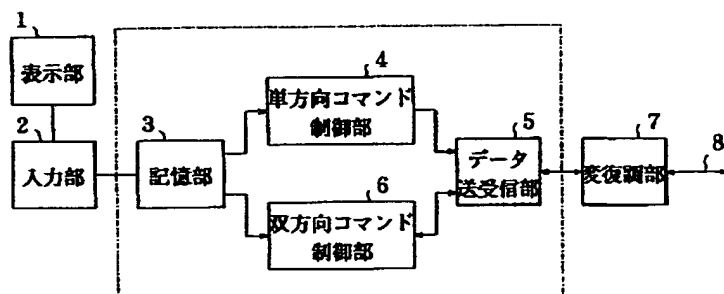 1
表示部
2
入力部
3
記憶部
4
単方向コマンド
制御部
5
データ
送受信部
6
双方向コマンド
制御部
7
変復調部
8